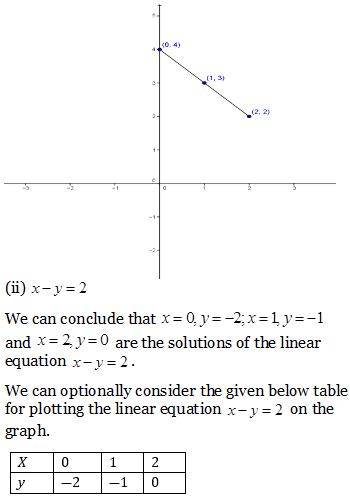 5
4
(0, 4)
3
(1, 3)
2
(2, 2)
1
0
-3 -2 -1 0 1 2 3
-1
-2
(ii) x − y = 2
We can conclude that x = 0, y = −2; x = 1, y = −1
and x = 2, y = 0 are the solutions of the linear
equation x − y = 2 .
We can optionally consider the given below table
for plotting the linear equation x − y = 2 on the
graph.
X 0 1 2
y −2 −1 0